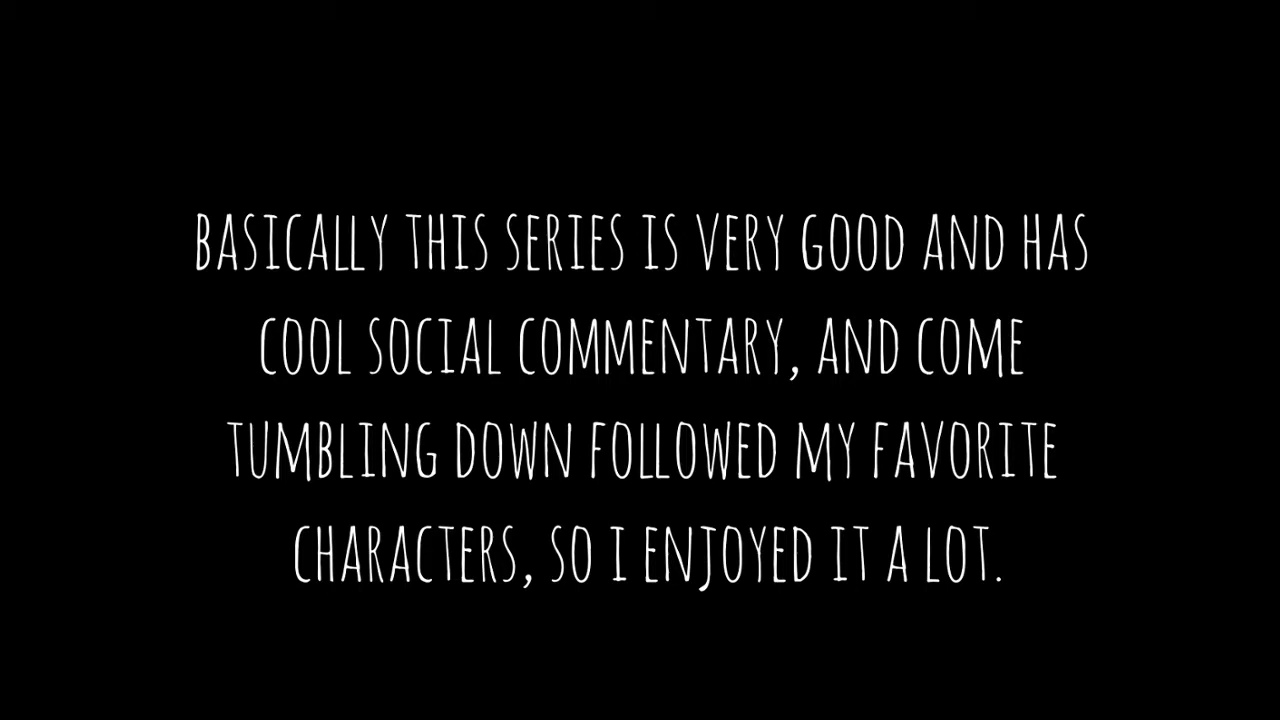 BASICALLY THIS SERIES IS VERY GOOD AND HAS
COOL SOCIAL COMMENTARY, AND COME
TUMBLING DOWN FOLLOWED MY FAVORITE
CHARACTERS, SO I ENJOYED IT A LOT.